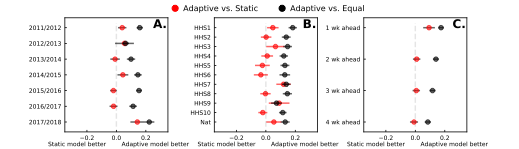 Adaptive vs. Static Adaptive vs. Equal
A.
2011/2012
2012/2013
2013/2014
2014/2015
2015/2016
2016/2017
2017/2018
−0.2 0.0 0.2
Static model better Adaptive model better
B.
HHS1
HHS2
HHS3
HHS4
HHS5
HHS6
HHS7
HHS8
HHS9
HHS10
Nat
−0.2 0.0 0.2
Static model better Adaptive model better
C.
1 wk ahead
2 wk ahead
3 wk ahead
4 wk ahead
−0.2 0.0 0.2
Static model better Adaptive model better